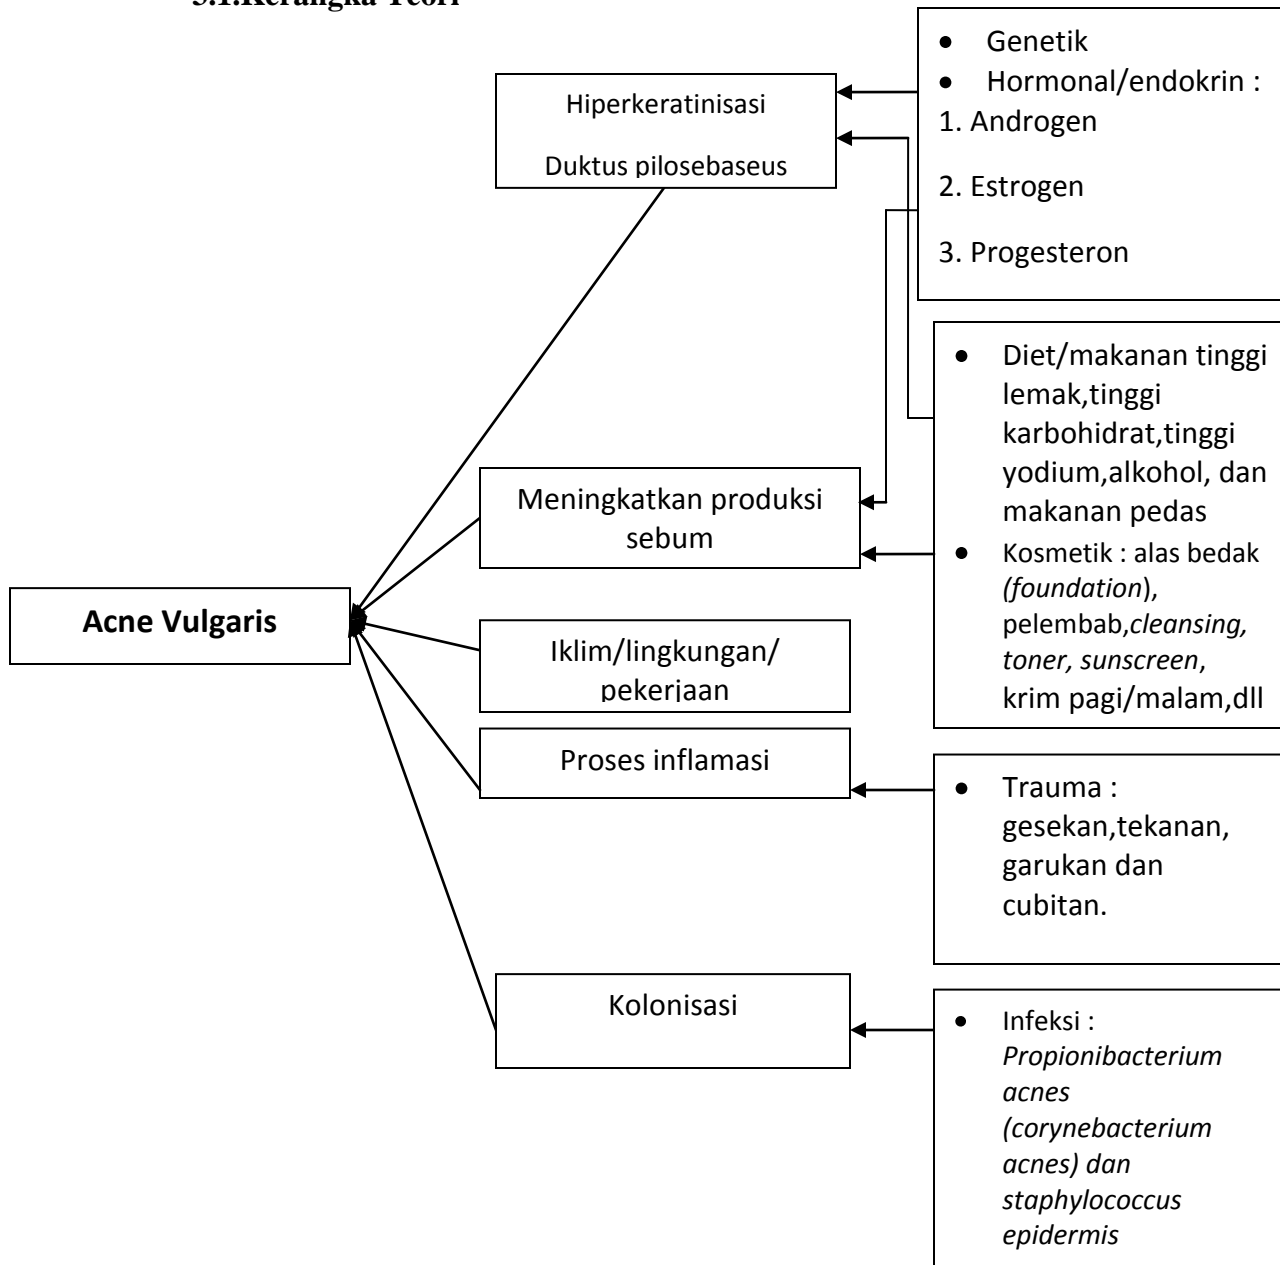 3.1.Kerangka Teori
Hiperkeratinisasi
Duktus pilosebaseus
• Genetik
• Hormonal/endokrin :
1. Androgen
2. Estrogen
3. Progesteron
• Diet/makanan tinggi
lemak,tinggi
karbohidrat,tinggi
yodium,alkohol, dan
makanan pedas
• Kosmetik : alas bedak
(foundation),
pelembab,cleansing,
toner, sunscreen,
krim pagi/malam,dll
Meningkatkan produksi
sebum
Acne Vulgaris
Iklim/lingkungan/
pekerjaan
Proses inflamasi
• Trauma :
gesekan,tekanan,
garukan dan
cubitan.
Kolonisasi
• Infeksi :
Propionibacterium
acnes
(corynebacterium
acnes) dan
staphylococcus
epidermis